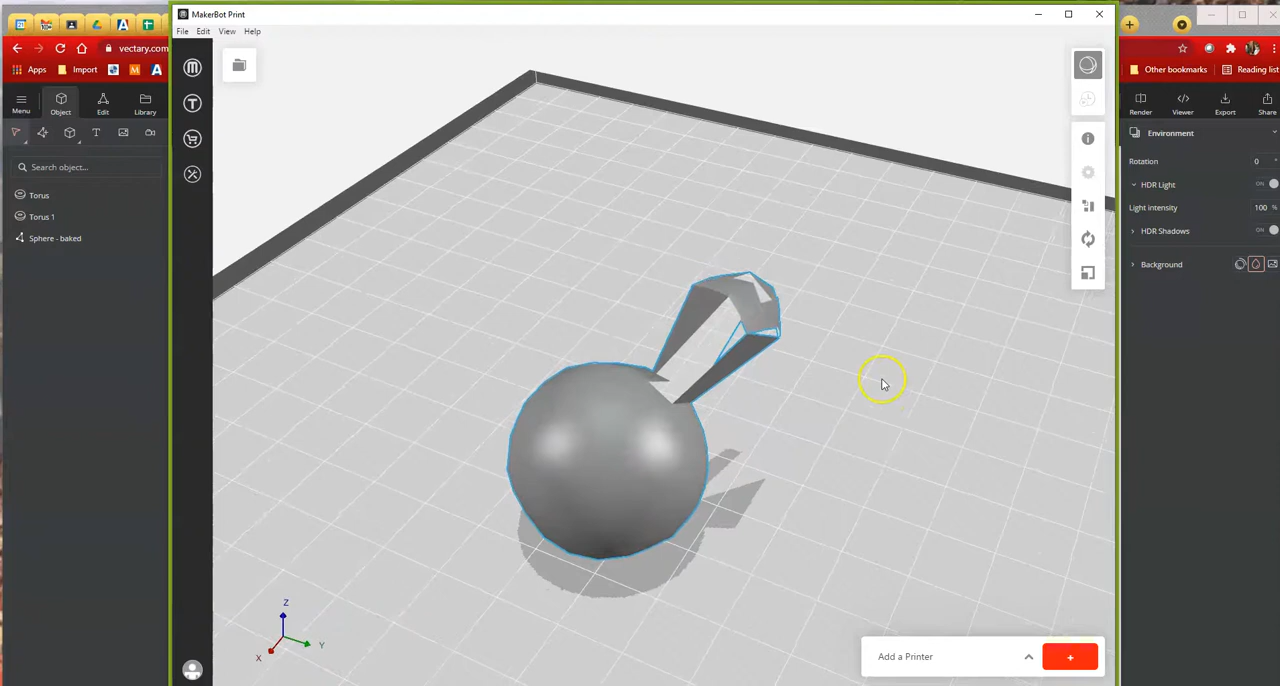 MakerBot Print
File Edit View Help
vectary.com
Apps Import
Other bookmarks Reading list
Menu Object Edit Library
Render Viewer Export Share
T
Search object...
Torus
Torus 1
Sphere - baked
Environment
Rotation 0 °
HDR Light ON
Light intensity 100 %
HDR Shadows ON
Background
Z
Y
X
Add a Printer +